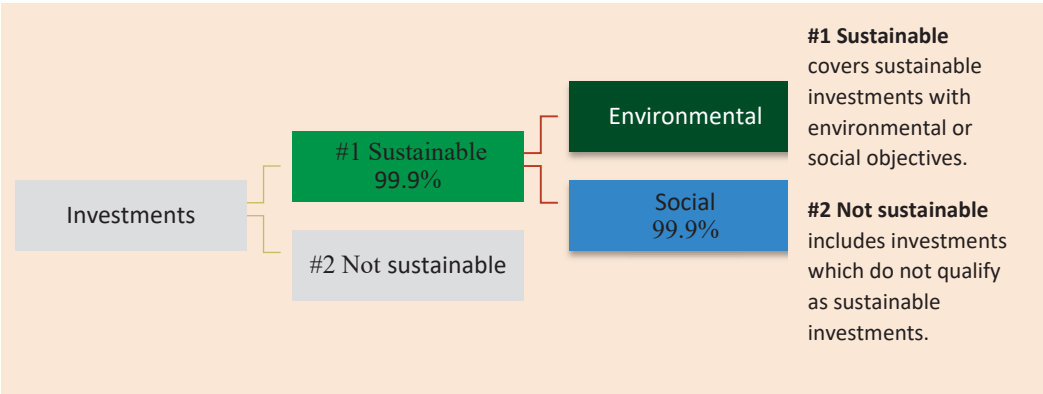 Investments
#1 Sustainable
99.9%
#2 Not sustainable
Environmental
Social
99.9%
#1 Sustainable
covers sustainable
investments with
environmental or
social objectives.
#2 Not sustainable
includes investments
which do not qualify
as sustainable
investments.